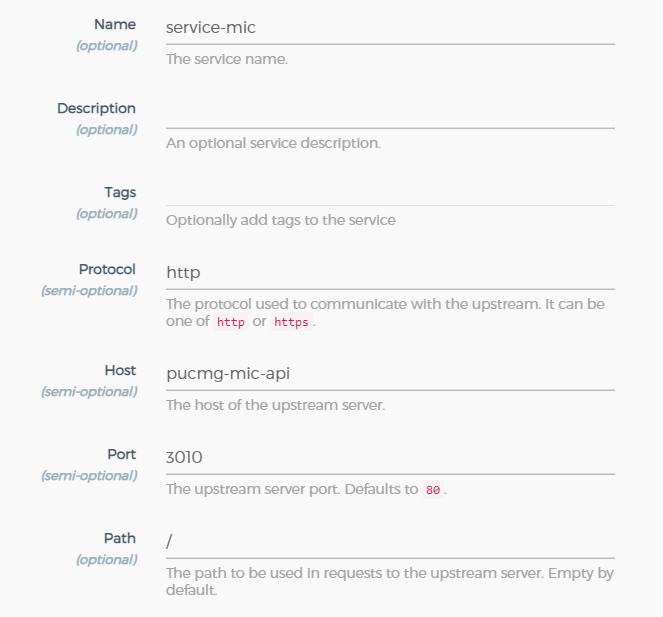 Name
service-mic
(optional)
The service name.
Description
(optional)
An optional service description.
Tags
(optional)
Optionally add tags to the service
Protocol
http
(semi-optional)
The protocol used to communicate with the upstream. It can be
one of http or https.
Host
pucmg-mic-api
(semi-optional)
The host of the upstream server.
Port
3010
(semi-optional)
The upstream server port. Defaults to 80.
Path
/
(optional)
The path to be used in requests to the upstream server. Empty by
default.